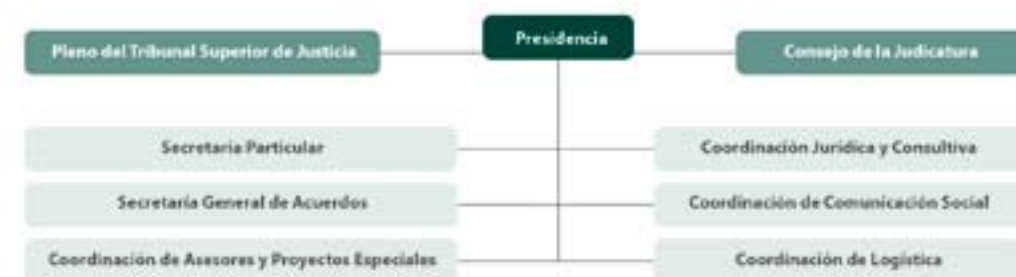 Presidencia
Pleno del Tribunal Superior de Justicia
Consejo de la Judicatura
Secretaría Particular
Coordinación Jurídica y Consultiva
Secretaría General de Acuerdos
Coordinación de Comunicación Social
Coordinación de Asesores y Proyectos Especiales
Coordinación de Logística